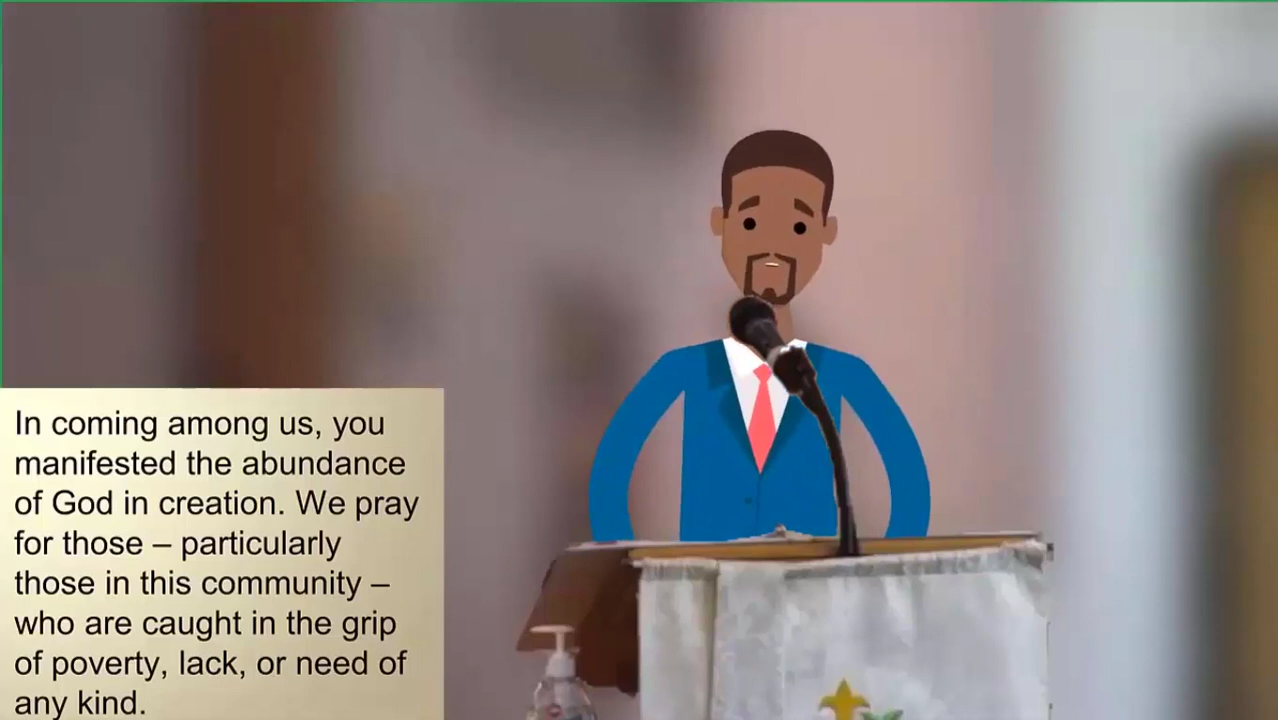 In coming among us, you
manifested the abundance
of God in creation. We pray
for those – particularly
those in this community –
who are caught in the grip
of poverty, lack, or need of
any kind.